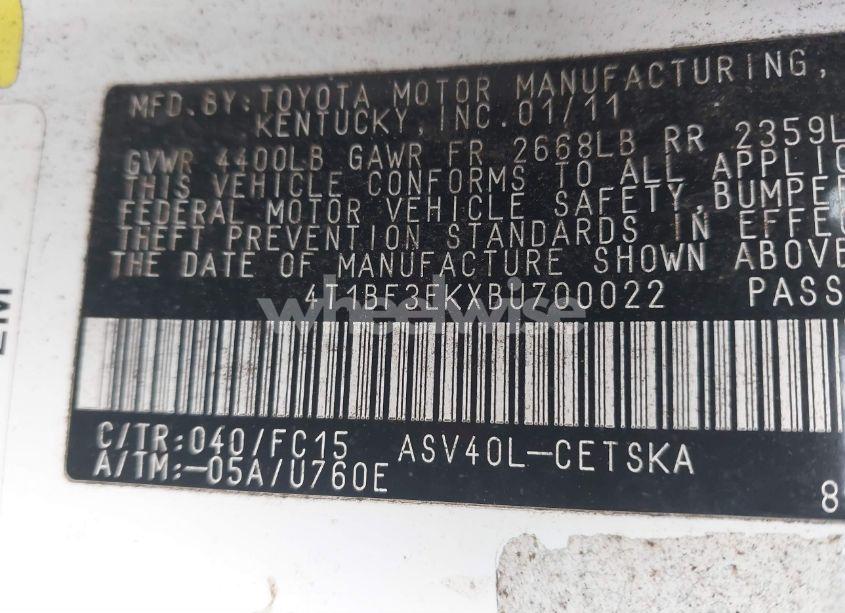 MFD. BY: TOYOTA MOTOR MANUFACTURING,
KENTUCKY, INC. 01/11
GVWR 4400LB GAWR FR 2668LB RR 2359L
THIS VEHICLE CONFORMS TO ALL APPLIC
FEDERAL MOTOR VEHICLE SAFETY, BUMPER
THEFT PREVENTION STANDARDS IN EFFEC
THE DATE OF MANUFACTURE SHOWN ABOVE
4T1BF3EKXBU700022 PASS
wheelwise
C/TR: 040/FC15 ASV40L-CETSKA
A/TM: -05A/U760E
8